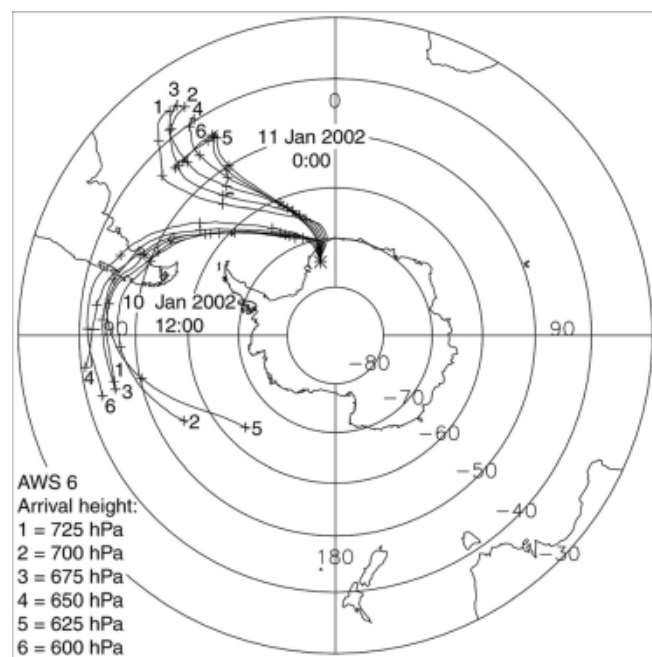 3 2
1 4
6 5
0
11 Jan 2002
0:00
10 Jan 2002
12:00
90
90
4
1
3
6
2
5
-80
-70
-60
-50
-40
-30
180
AWS 6
Arrival height:
1 = 725 hPa
2 = 700 hPa
3 = 675 hPa
4 = 650 hPa
5 = 625 hPa
6 = 600 hPa